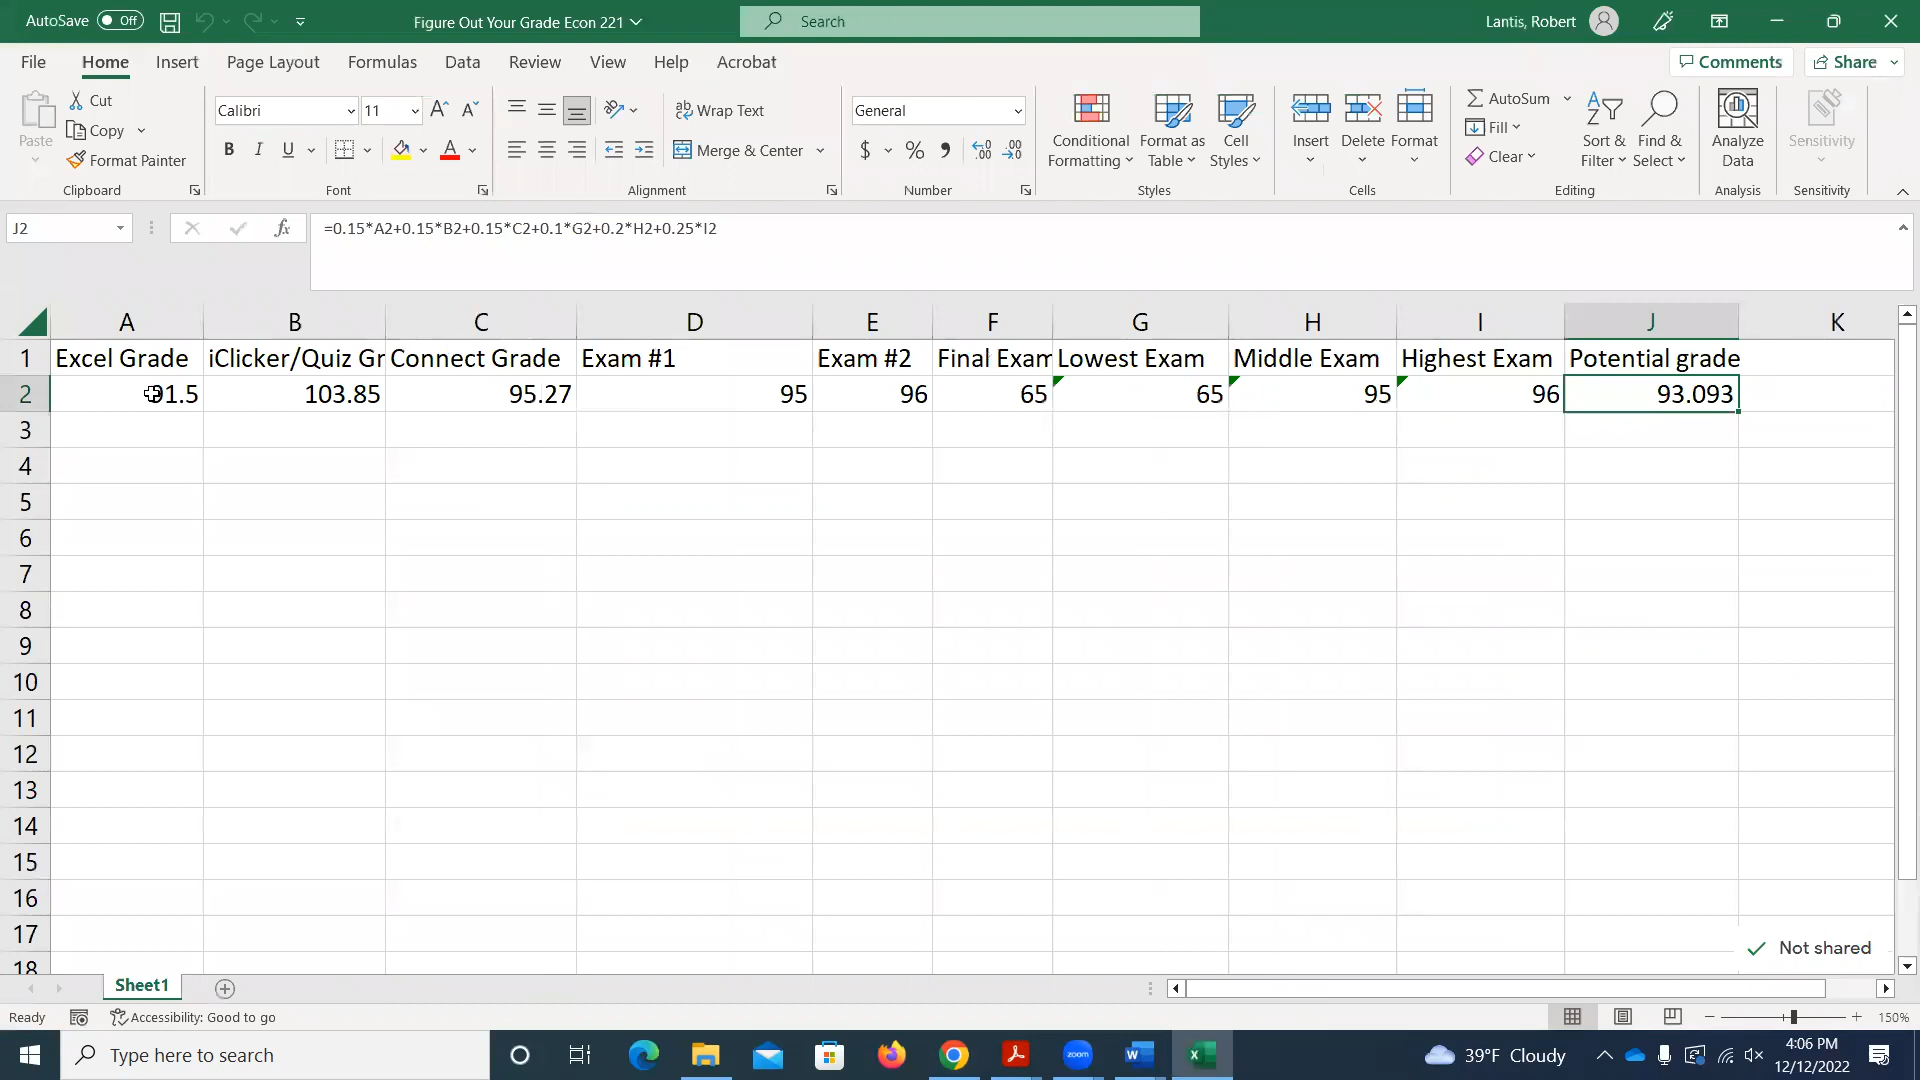 AutoSave Off Figure Out Your Grade Econ 221 Search Lantis, Robert
File Home Insert Page Layout Formulas Data Review View Help Acrobat Comments Share
Paste
Cut
Copy
Format Painter
Clipboard
Calibri 11
B I U
Font
ab Wrap Text
Merge & Center
Alignment
General
$ % 9
Number
Conditional Formatting
Format as Table
Cell Styles
Styles
Insert Delete Format
Cells
AutoSum
Fill
Clear
Sort & Filter
Find & Select
Editing
Analyze Data
Analysis
Sensitivity
Sensitivity
J2 fx =0.15*A2+0.15*B2+0.15*C2+0.1*G2+0.2*H2+0.25*I2
A B C D E F G H I J K
1 Excel Grade iClicker/Quiz Gr Connect Grade Exam #1 Exam #2 Final Exam Lowest Exam Middle Exam Highest Exam Potential grade
2 91.5 103.85 95.27 95 96 65 65 95 96 93.093
3
4
5
6
7
8
9
10
11
12
13
14
15
16
17
18
Not shared
Sheet1
Ready Accessibility: Good to go 150%
Type here to search zoom 39°F Cloudy 4:06 PM
12/12/2022